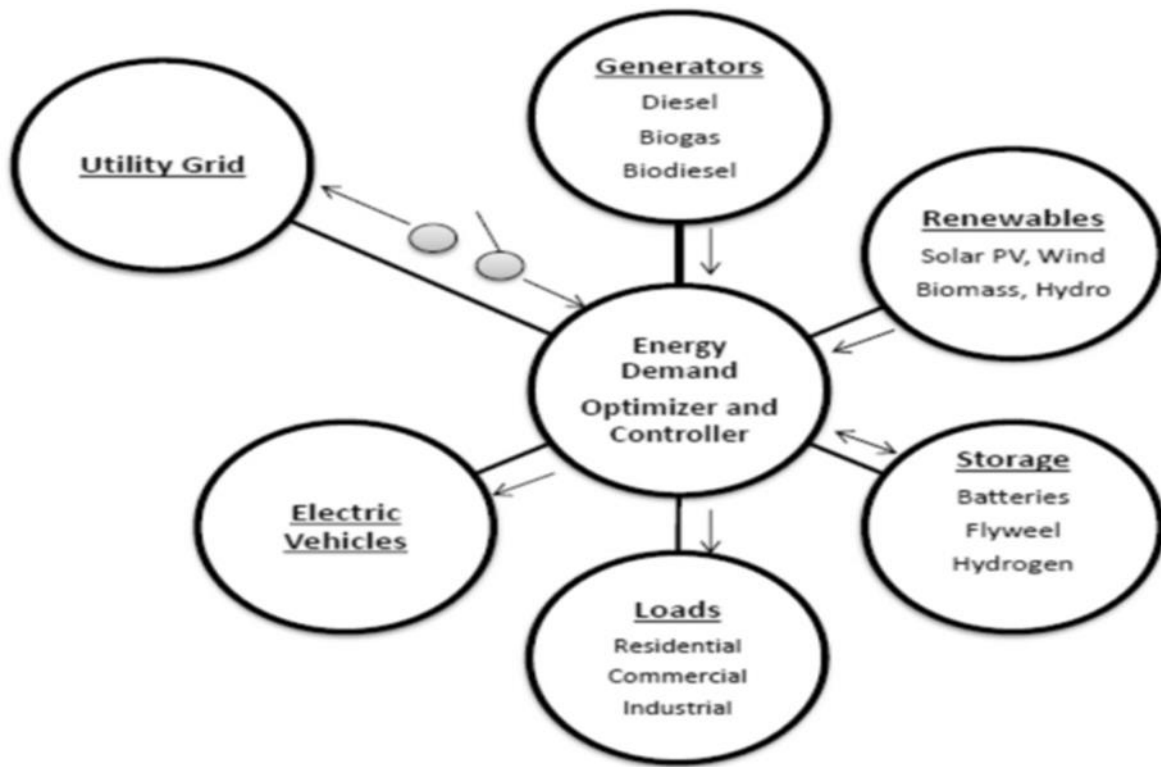 Utility Grid
Generators
Diesel
Biogas
Biodiesel
Renewables
Solar PV, Wind
Biomass, Hydro
Energy
Demand
Optimizer and
Controller
Storage
Batteries
Flyweel
Hydrogen
Electric
Vehicles
Loads
Residential
Commercial
Industrial